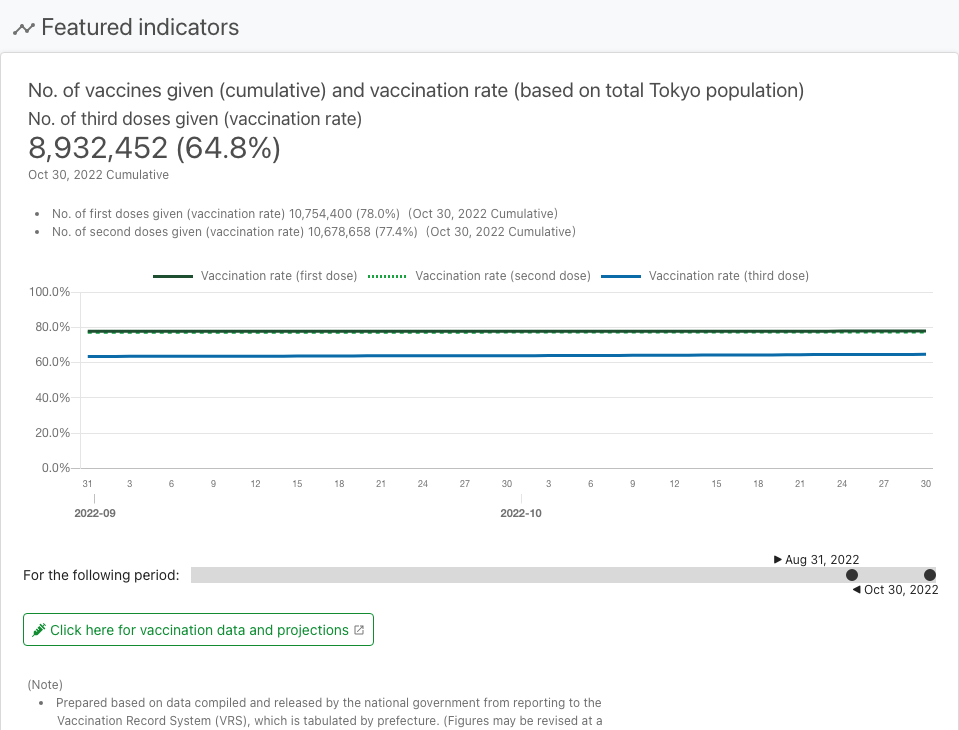 Featured indicators
No. of vaccines given (cumulative) and vaccination rate (based on total Tokyo population)
No. of third doses given (vaccination rate)
8,932,452 (64.8%)
Oct 30, 2022 Cumulative
No. of first doses given (vaccination rate) 10,754,400 (78.0%) (Oct 30, 2022 Cumulative)
No. of second doses given (vaccination rate) 10,678,658 (77.4%) (Oct 30, 2022 Cumulative)
Vaccination rate (first dose) Vaccination rate (second dose) Vaccination rate (third dose)
100.0%
80.0%
60.0%
40.0%
20.0%
0.0%
31 3 6 9 12 15 18 21 24 27 30 3 6 9 12 15 18 21 24 27 30
2022-09 2022-10
Aug 31, 2022
For the following period:
Oct 30, 2022
Click here for vaccination data and projections
(Note)
Prepared based on data compiled and released by the national government from reporting to the
Vaccination Record System (VRS), which is tabulated by prefecture. (Figures may be revised at a